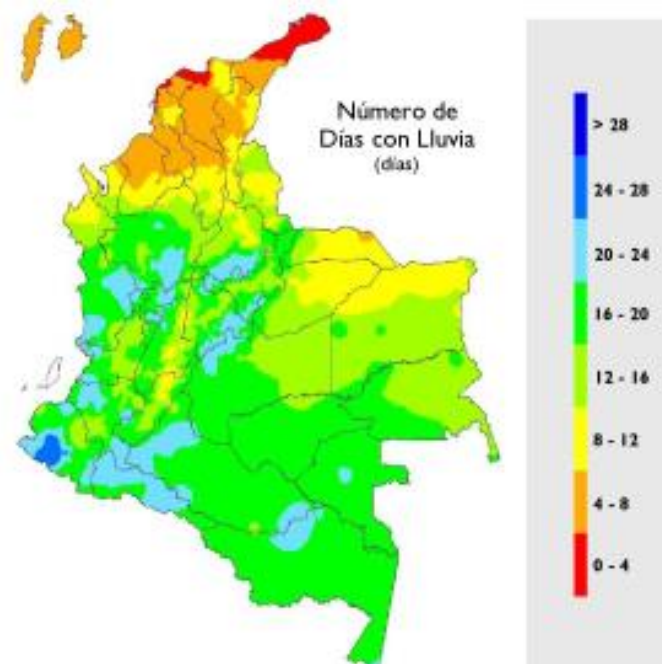 Número de
Días con Lluvia
(días)
> 28
24 - 28
20 - 24
16 - 20
12 - 16
8 - 12
4 - 8
0 - 4